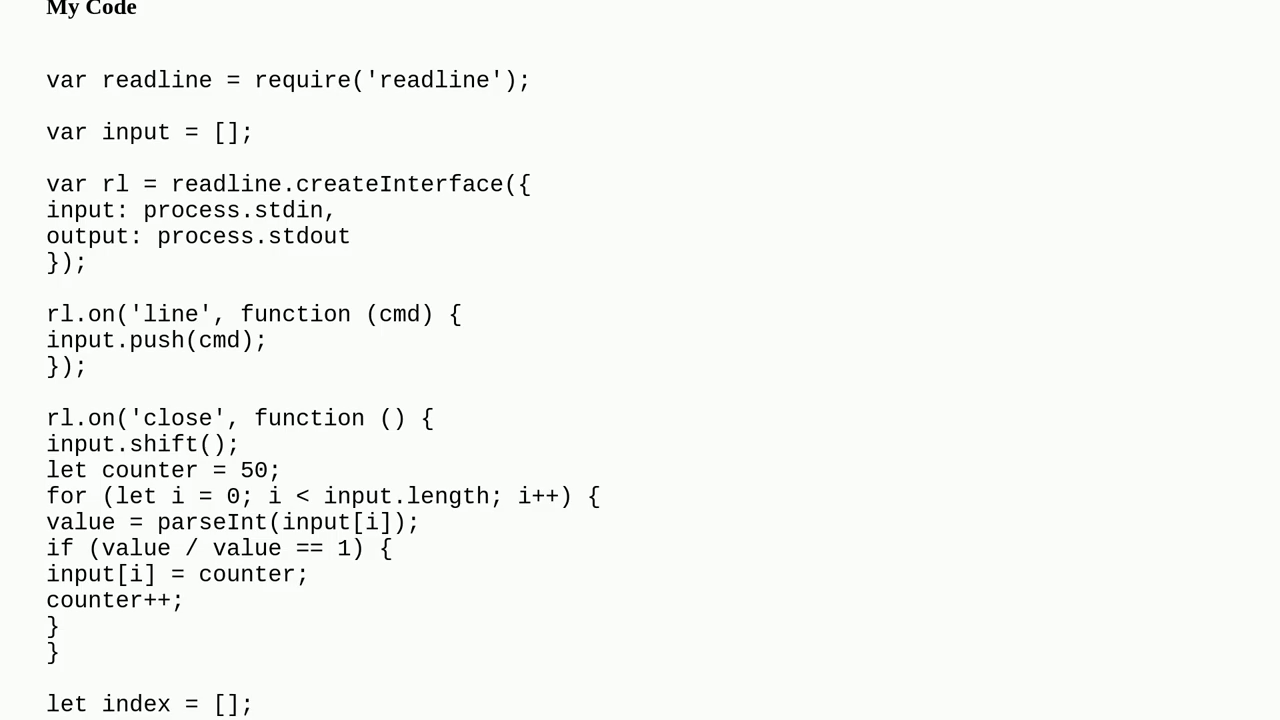 My Code
var readline = require('readline');
var input = [];
var rl = readline.createInterface({
input: process.stdin,
output: process.stdout
});
rl.on('line', function (cmd) {
input.push(cmd);
});
rl.on('close', function () {
input.shift();
let counter = 50;
for (let i = 0; i < input.length; i++) {
value = parseInt(input[i]);
if (value / value == 1) {
input[i] = counter;
counter++;
}
}
let index = [];